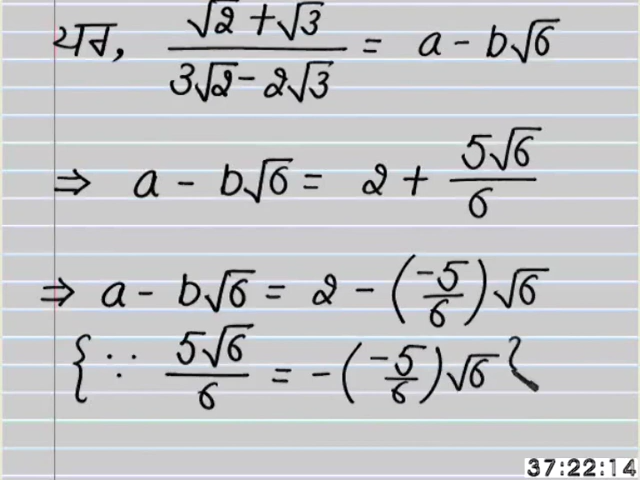 यन, (√2 + √3)/(3√2 - 2√3) = a - b√6
⇒ a - b√6 = 2 + 5√6/6
⇒ a - b√6 = 2 - (-5/6)√6
{∵ 5√6/6 = -(-5/6)√6}
37:22:14